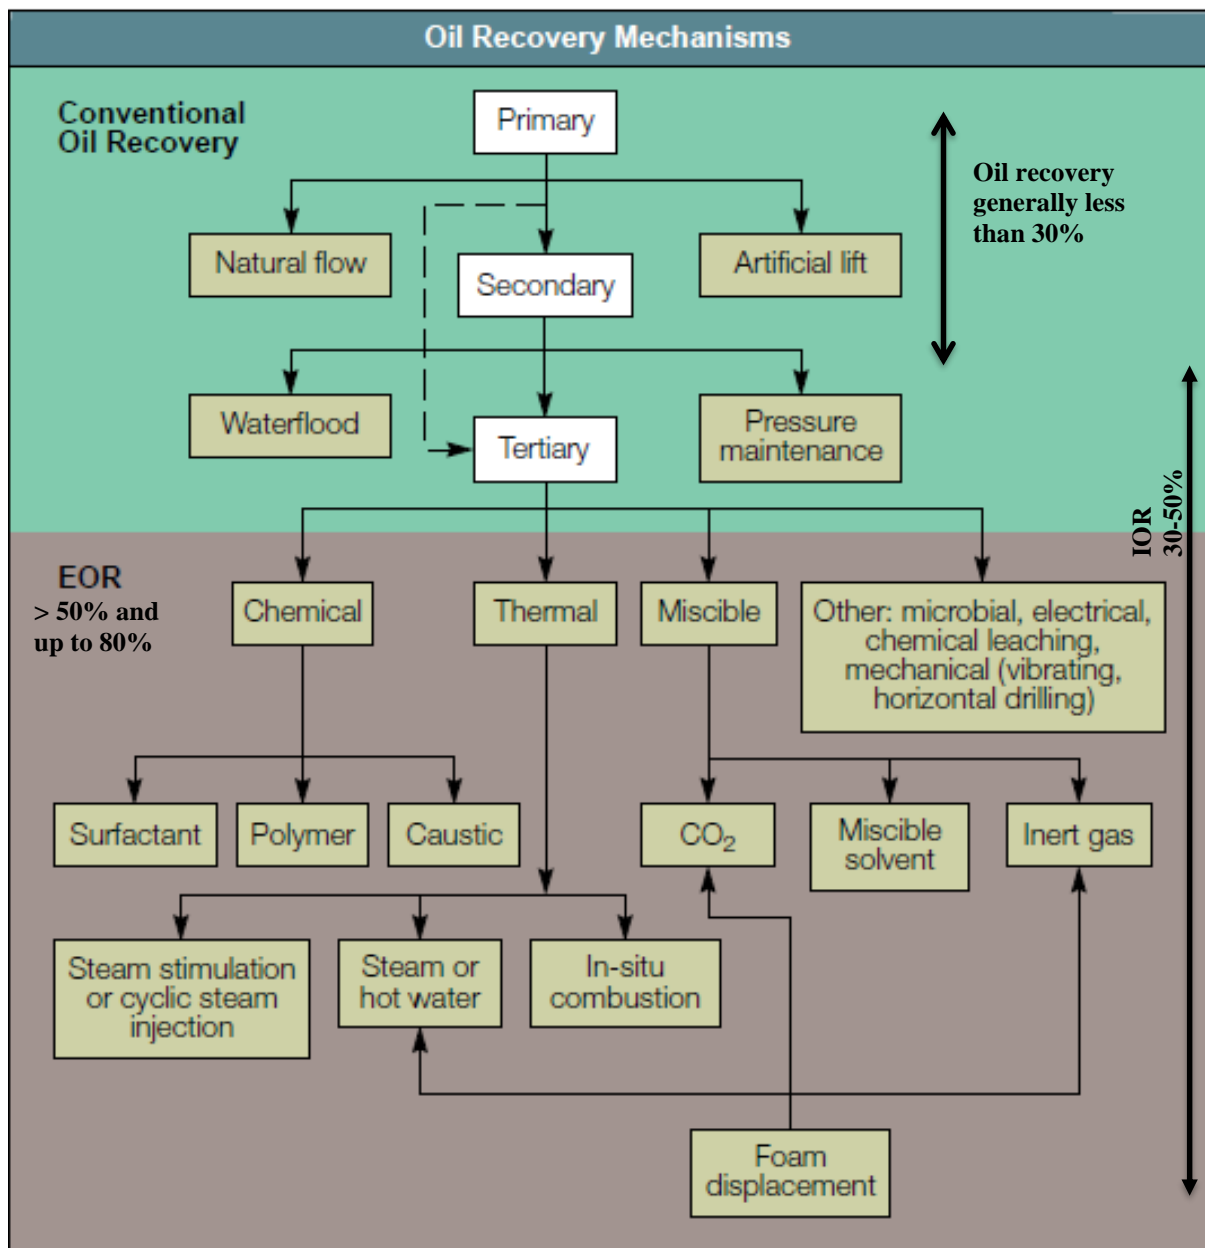 Oil Recovery Mechanisms
Conventional
Oil Recovery
Primary
Oil recovery
generally less
than 30%
Natural flow
Secondary
Artificial lift
Waterflood
Tertiary
Pressure
maintenance
IOR
30-50%
EOR
> 50% and
up to 80%
Chemical
Thermal
Miscible
Other: microbial, electrical,
chemical leaching,
mechanical (vibrating,
horizontal drilling)
Surfactant
Polymer
Caustic
CO₂
Miscible
solvent
Inert gas
Steam stimulation
or cyclic steam
injection
Steam or
hot water
In-situ
combustion
Foam
displacement